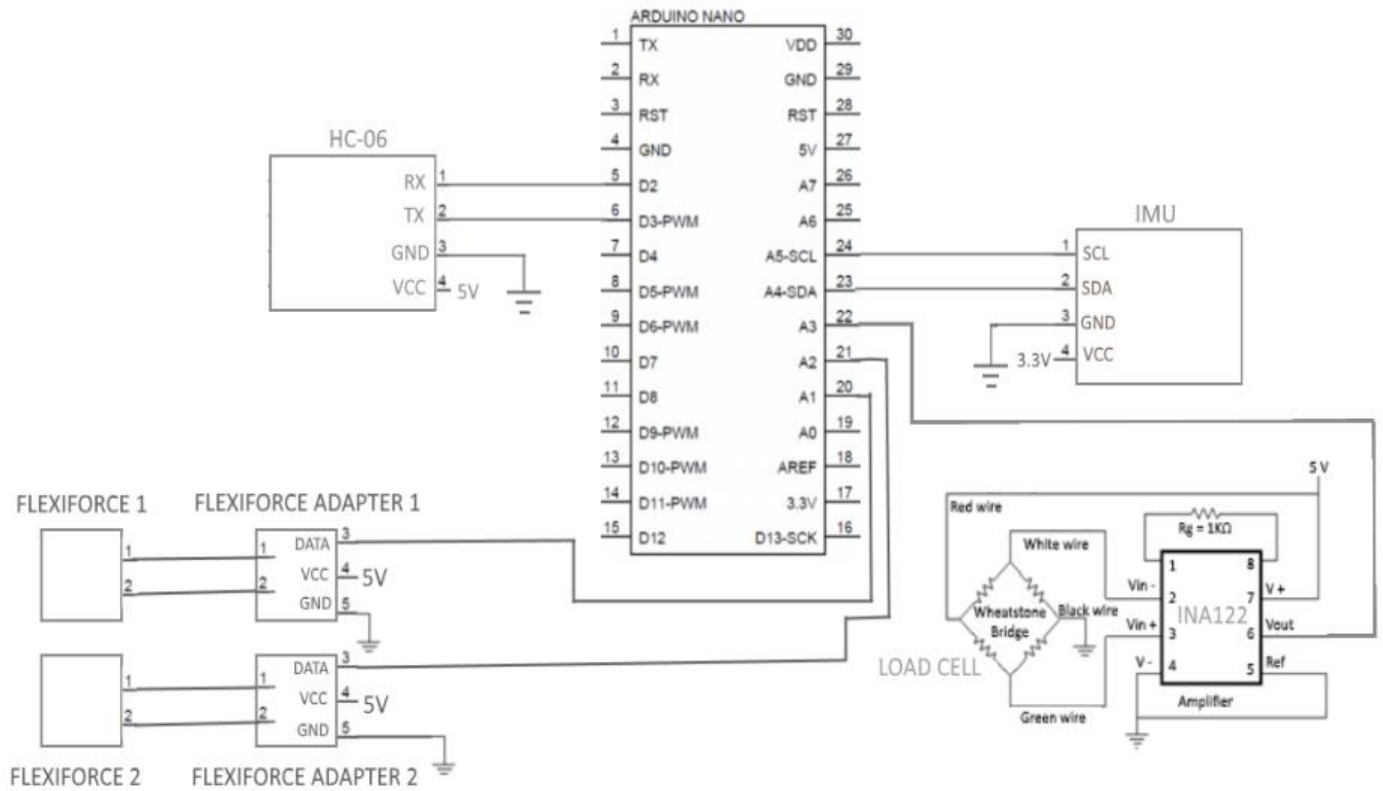 ARDUINO NANO
1 TX VDD 30
2 RX GND 29
3 RST RST 28
4 GND 5V 27
5 D2 A7 26
6 D3-PWM A6 25
7 D4 A5-SCL 24
8 D5-PWM A4-SDA 23
9 D6-PWM A3 22
10 D7 A2 21
11 D8 A1 20
12 D9-PWM A0 19
13 D10-PWM AREF 18
14 D11-PWM 3.3V 17
15 D12 D13-SCK 16
HC-06
RX 1
TX 2
GND 3
VCC 4 5V
IMU
1 SCL
2 SDA
3 GND
3.3V 4 VCC
FLEXIFORCE 1
1
2
FLEXIFORCE ADAPTER 1
1 DATA 3
VCC 4 5V
2 GND 5
1
2
FLEXIFORCE 2
1 DATA 3
VCC 4 5V
2 GND 5
FLEXIFORCE ADAPTER 2
5 V
Red wire
Rg = 1KΩ
White wire
Wheatstone
Bridge
Black wire
LOAD CELL
Green wire
1 8
Vin - 2 7 V+
INA122
Vin + 3 6 Vout
V - 4 5 Ref
Amplifier